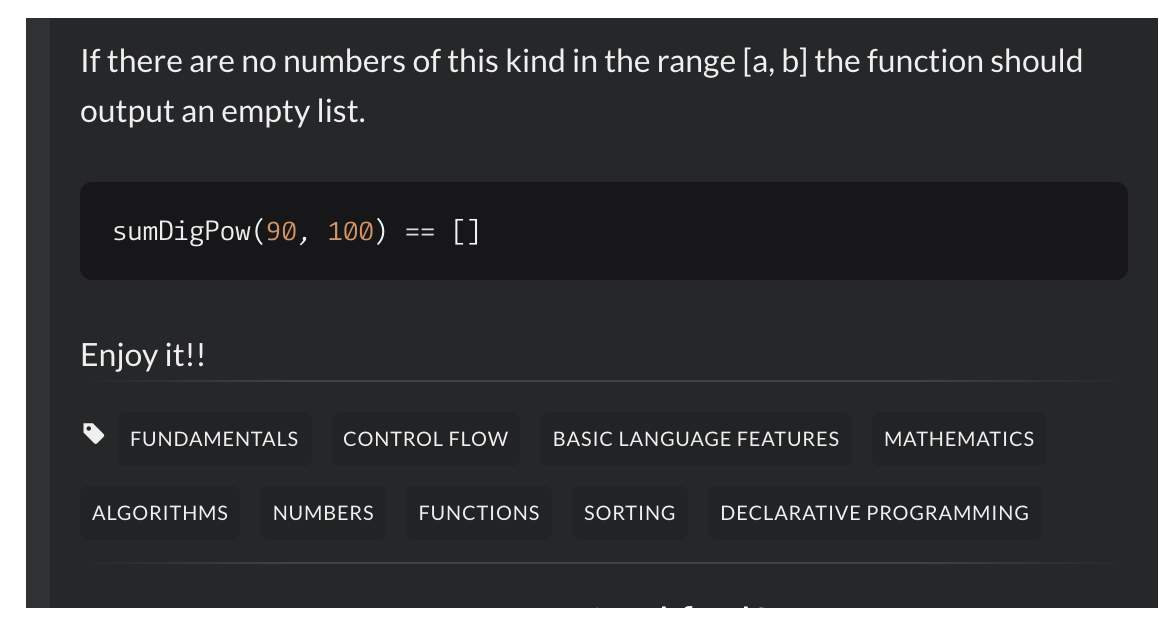 If there are no numbers of this kind in the range [a, b] the function should
output an empty list.
sumDigPow(90, 100) == []
Enjoy it!!
FUNDAMENTALS CONTROL FLOW BASIC LANGUAGE FEATURES MATHEMATICS
ALGORITHMS NUMBERS FUNCTIONS SORTING DECLARATIVE PROGRAMMING